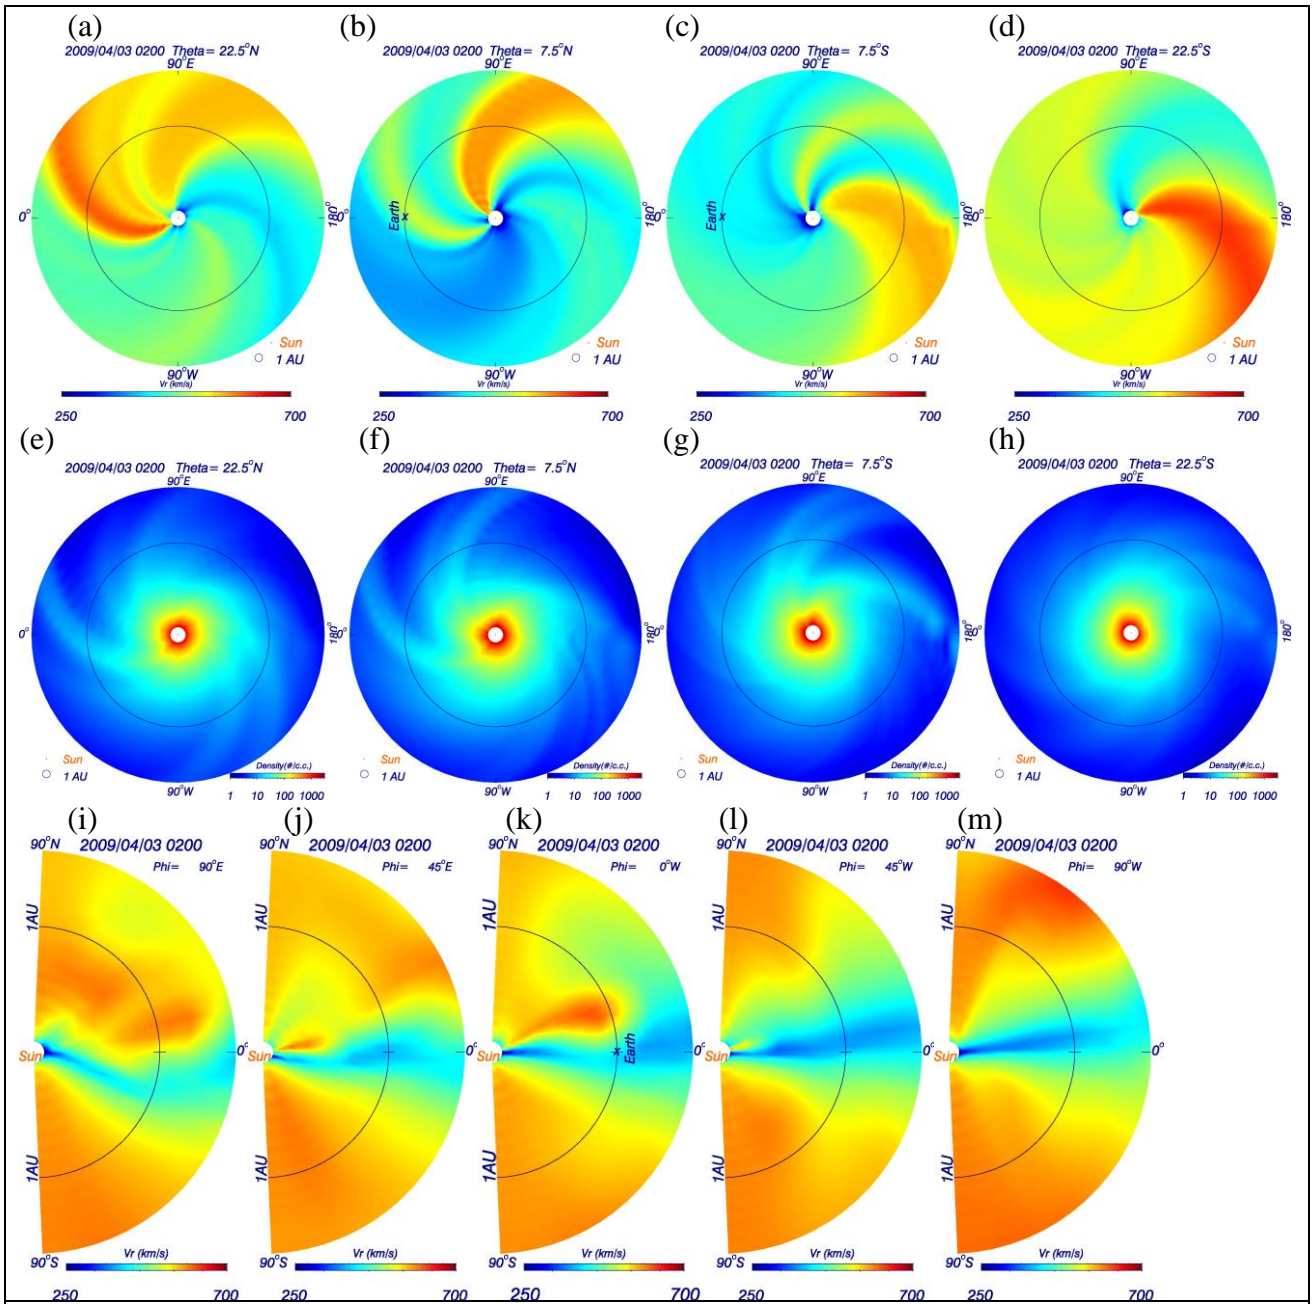 (a) (b) (c) (d)
2009/04/03 0200 Theta= 22.5°N
90°E
0°
180°
Sun
1 AU
90°W
Vr (km/s)
250 700
2009/04/03 0200 Theta= 7.5°N
90°E
0°
Earth
180°
Sun
1 AU
90°W
Vr (km/s)
250 700
2009/04/03 0200 Theta= 7.5°S
90°E
0°
Earth
180°
Sun
1 AU
90°W
Vr (km/s)
250 700
2009/04/03 0200 Theta= 22.5°S
90°E
0°
180°
Sun
1 AU
90°W
Vr (km/s)
250 700
(e) (f) (g) (h)
2009/04/03 0200 Theta= 22.5°N
90°E
0°
180°
Sun
1 AU
Density(#/c.c.)
1 10 100 1000
90°W
2009/04/03 0200 Theta= 7.5°N
90°E
0°
180°
Sun
1 AU
Density(#/c.c.)
1 10 100 1000
90°W
2009/04/03 0200 Theta= 7.5°S
90°E
0°
180°
Sun
1 AU
Density(#/c.c.)
1 10 100 1000
90°W
2009/04/03 0200 Theta= 22.5°S
90°E
0°
180°
Sun
1 AU
Density(#/c.c.)
1 10 100 1000
90°W
(i) (j) (k) (l) (m)
90°N 2009/04/03 0200
Phi= 90°E
1AU
Sun
0°
1AU
90°S
Vr (km/s)
250 700
2009/04/03 0200
Phi= 45°E
1AU
Sun
0°
1AU
90°S
Vr (km/s)
250 700
90°N 2009/04/03 0200
Phi= 0°W
1AU
Sun
Earth
0°
1AU
90°S
Vr (km/s)
250 700
90°N 2009/04/03 0200
Phi= 45°W
1AU
Sun
0°
1AU
90°S
Vr (km/s)
250 700
90°N 2009/04/03 0200
Phi= 90°W
1AU
Sun
0°
1AU
90°S
Vr (km/s)
250 700